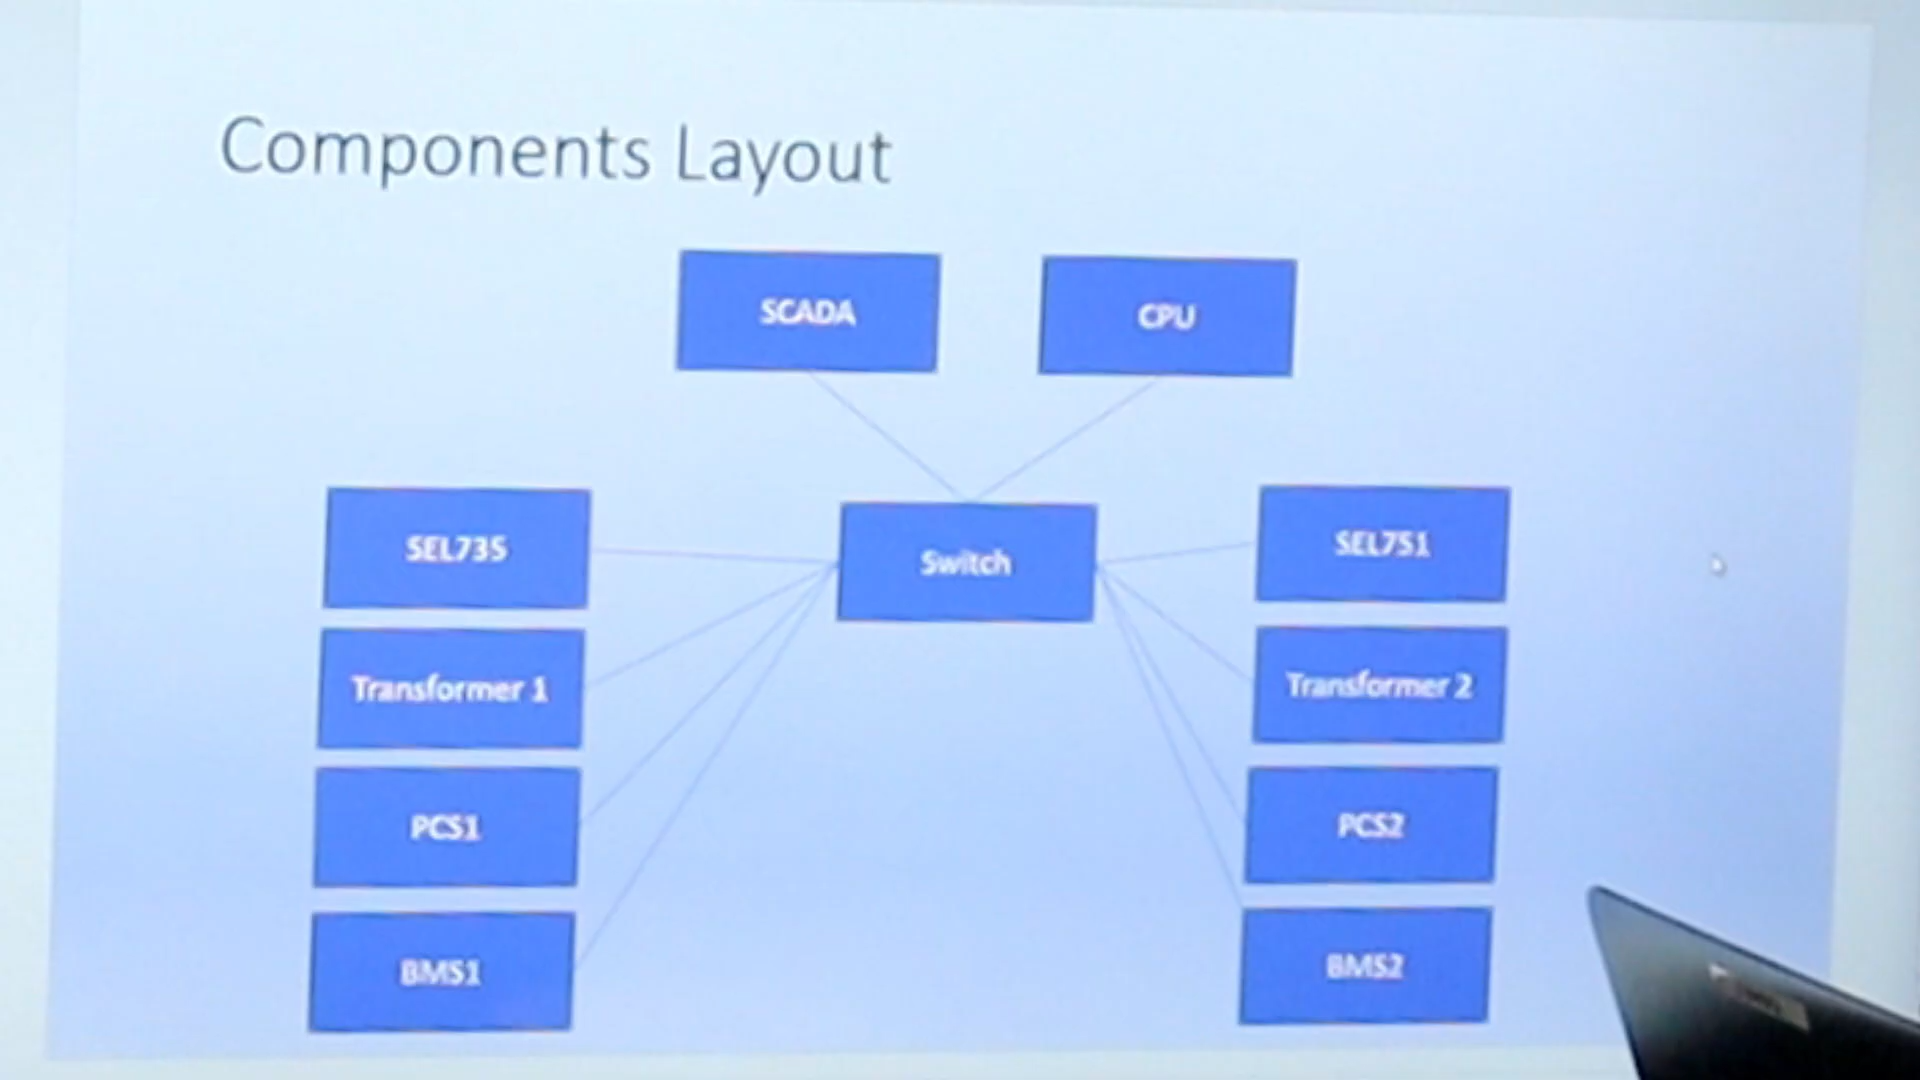 Components Layout
SCADA
CPU
SEL735
Switch
SEL751
Transformer 1
Transformer 2
PCS1
PCS2
BMS1
BMS2